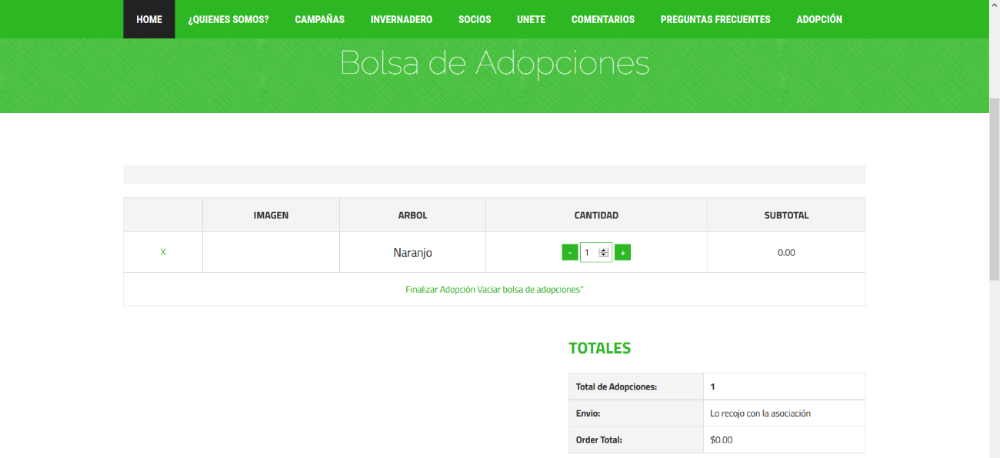 HOME ¿QUIENES SOMOS? CAMPAÑAS INVERNADERO SOCIOS UNETE COMENTARIOS PREGUNTAS FRECUENTES ADOPCIÓN
Bolsa de Adopciones
IMAGEN ARBOL CANTIDAD SUBTOTAL
X Naranjo - 1 + 0.00
Finalizar Adopción Vaciar bolsa de adopciones"
TOTALES
Total de Adopciones: 1
Envio: Lo recojo con la asociación
Order Total: $0.00